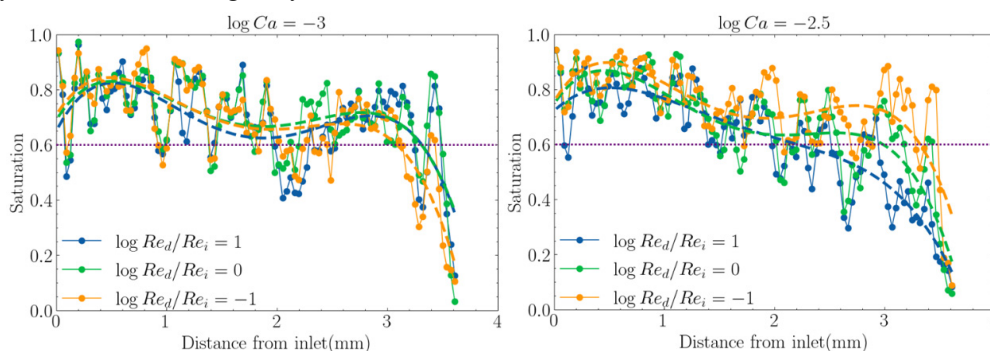 log Ca = −3
Saturation
1.0
0.8
0.6
0.4
0.2
0.0
log Re_d/Re_i = 1
log Re_d/Re_i = 0
log Re_d/Re_i = −1
0 1 2 3 4
Distance from inlet(mm)
log Ca = −2.5
Saturation
1.0
0.8
0.6
0.4
0.2
0.0
log Re_d/Re_i = 1
log Re_d/Re_i = 0
log Re_d/Re_i = −1
0 1 2 3
Distance from inlet(mm)